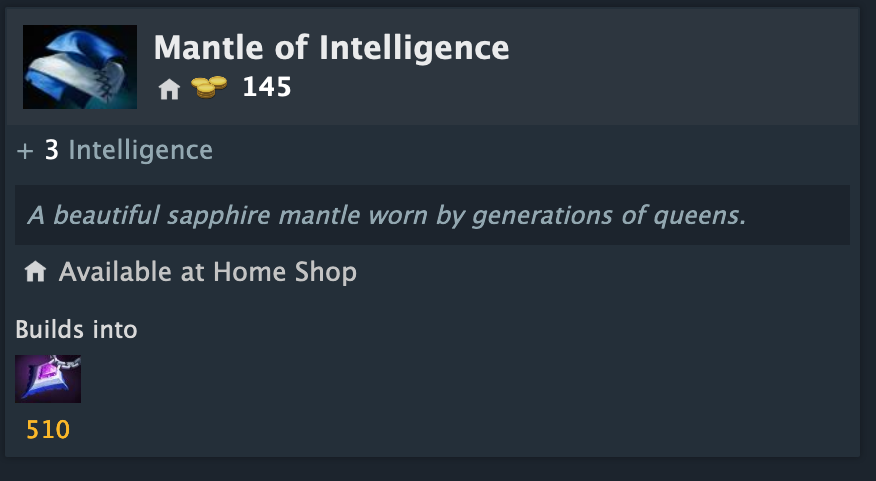 Mantle of Intelligence
145
+ 3 Intelligence
A beautiful sapphire mantle worn by generations of queens.
Available at Home Shop
Builds into
510